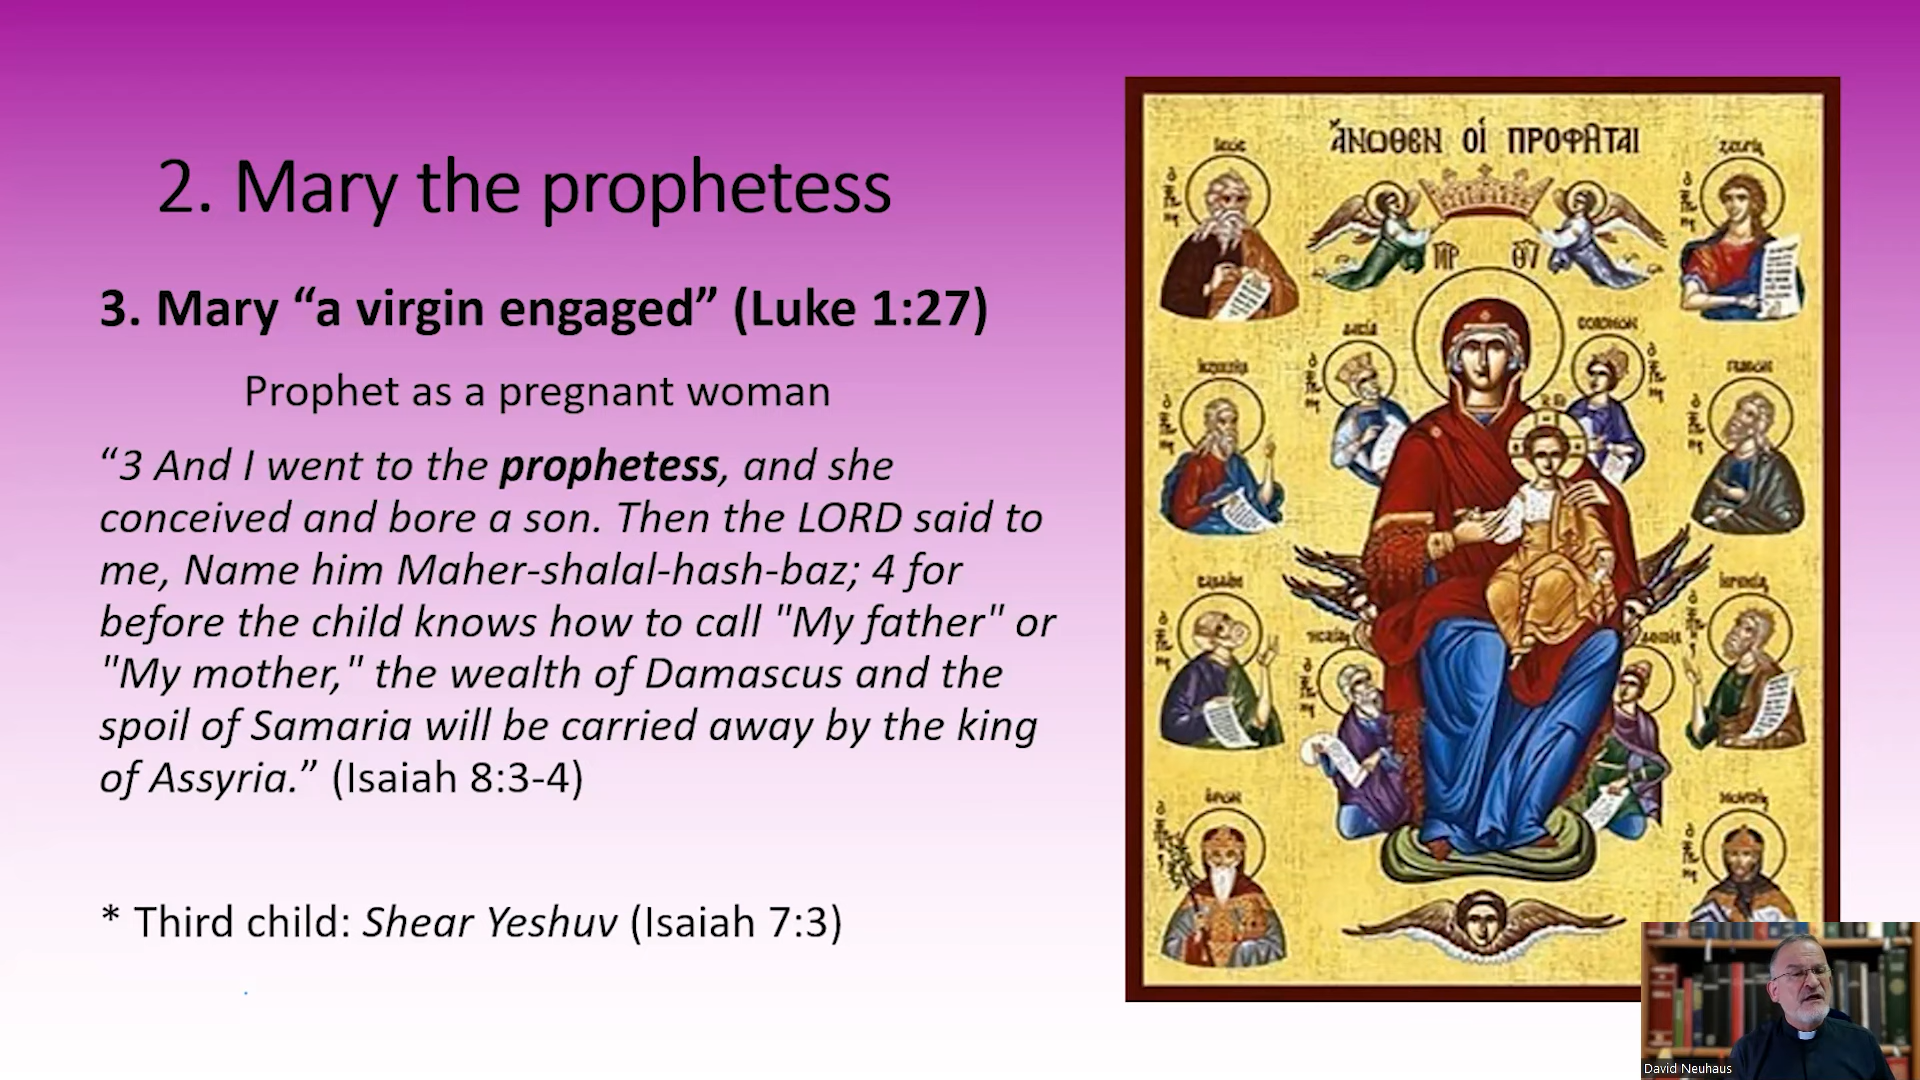 2. Mary the prophetess
3. Mary “a virgin engaged” (Luke 1:27)
Prophet as a pregnant woman
“3 And I went to the prophetess, and she
conceived and bore a son. Then the LORD said to
me, Name him Maher-shalal-hash-baz; 4 for
before the child knows how to call "My father" or
"My mother," the wealth of Damascus and the
spoil of Samaria will be carried away by the king
of Assyria.” (Isaiah 8:3-4)
* Third child: Shear Yeshuv (Isaiah 7:3)
ἌΝΩΘΕΝ Οἱ ΠΡΟΦΗΤΑΙ
ΜΡ ΘΥ
David Neuhaus